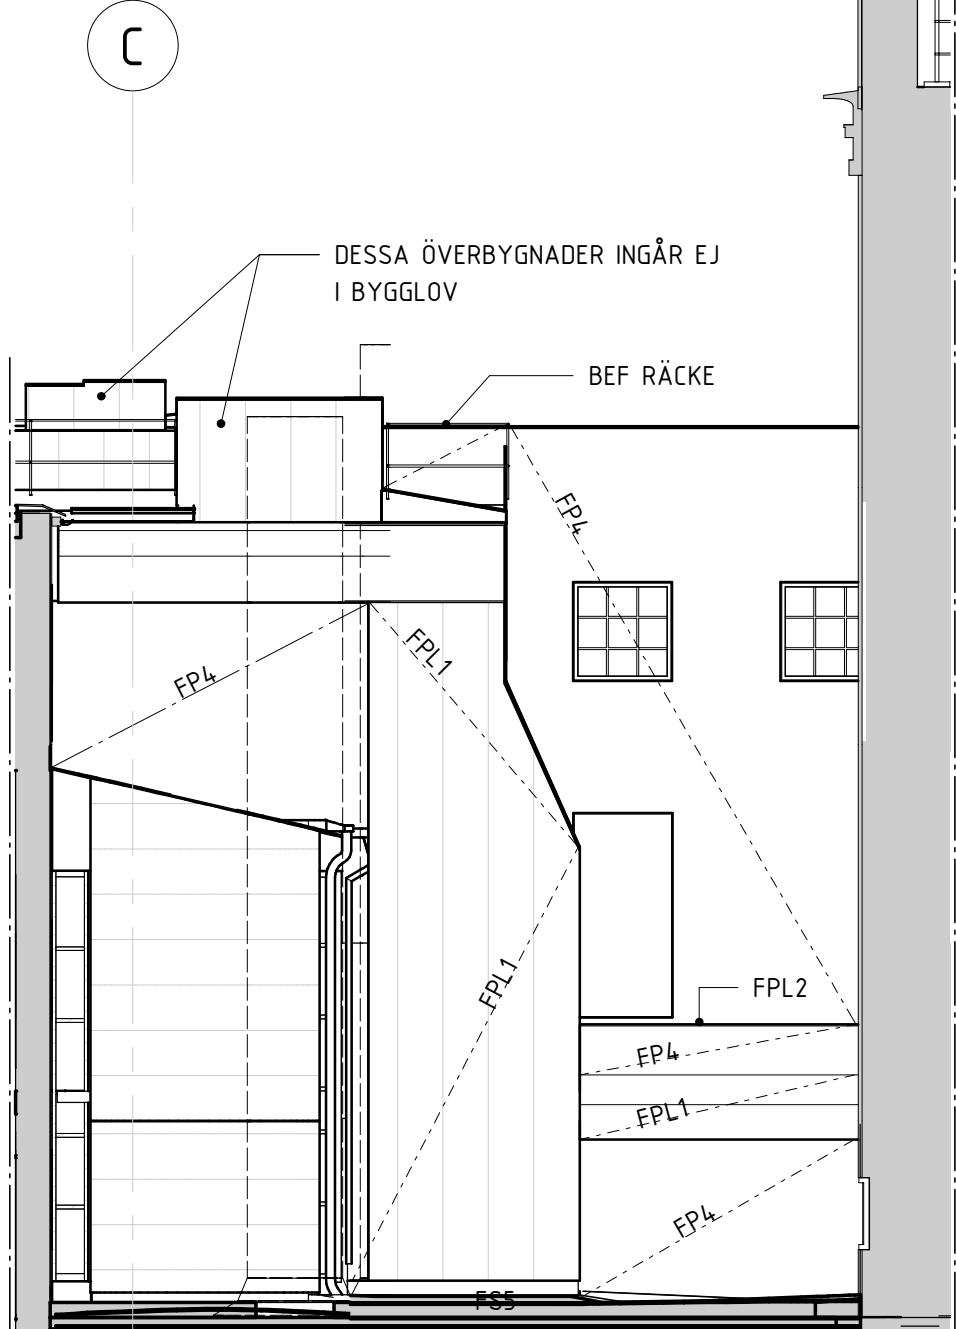 C
DESSA ÖVERBYGNADER INGÅR EJ
I BYGGLOV
BEF RÄCKE
FP4
FPL1
FP4
FPL1
FPL2
FP4
FPL1
FP4
FS5